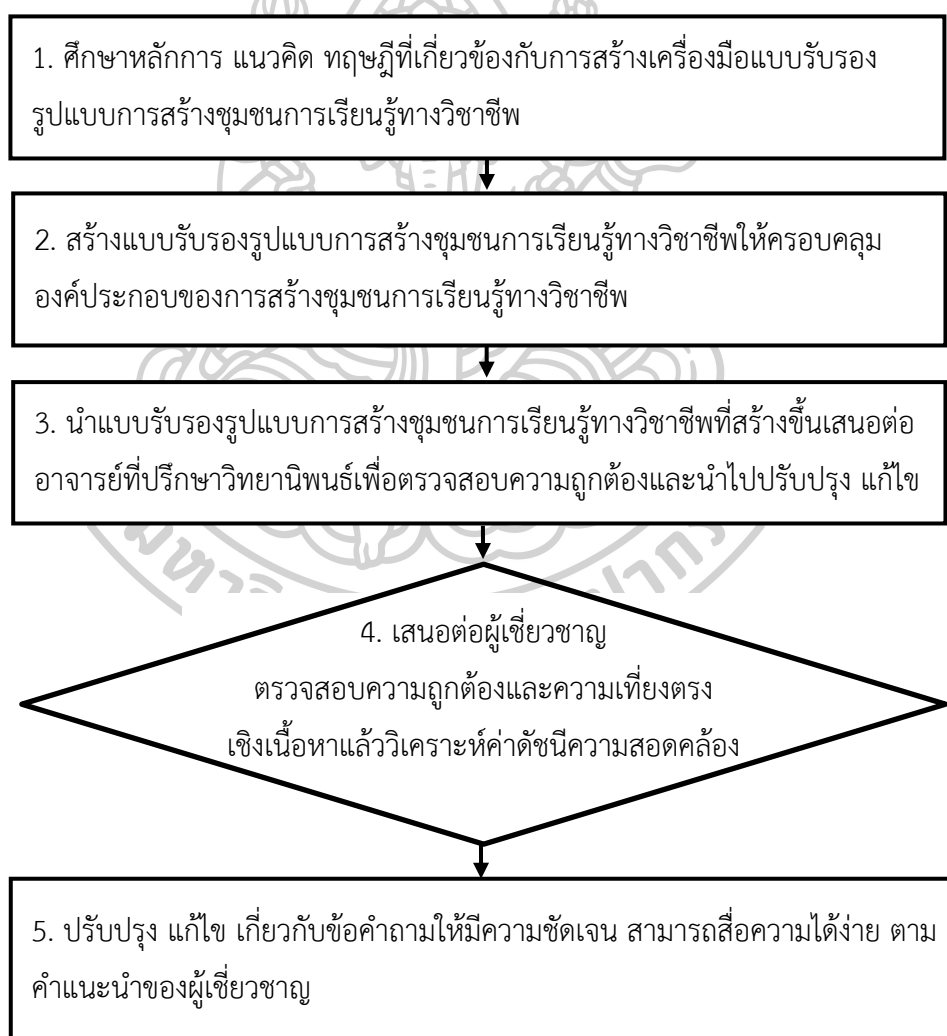 1. ศึกษาหลักการ แนวคิด ทฤษฎีที่เกี่ยวข้องกับการสร้างเครื่องมือแบบรับรอง
รูปแบบการสร้างชุมชนการเรียนรู้ทางวิชาชีพ
2. สร้างแบบรับรองรูปแบบการสร้างชุมชนการเรียนรู้ทางวิชาชีพให้ครอบคลุม
องค์ประกอบของการสร้างชุมชนการเรียนรู้ทางวิชาชีพ
3. นำแบบรับรองรูปแบบการสร้างชุมชนการเรียนรู้ทางวิชาชีพที่สร้างขึ้นเสนอต่อ
อาจารย์ที่ปรึกษาวิทยานิพนธ์เพื่อตรวจสอบความถูกต้องและนำไปปรับปรุง แก้ไข
4. เสนอต่อผู้เชี่ยวชาญ
ตรวจสอบความถูกต้องและความเที่ยงตรง
เชิงเนื้อหาแล้ววิเคราะห์ค่าดัชนีความสอดคล้อง
5. ปรับปรุง แก้ไข เกี่ยวกับข้อคำถามให้มีความชัดเจน สามารถสื่อความได้ง่าย ตาม
คำแนะนำของผู้เชี่ยวชาญ